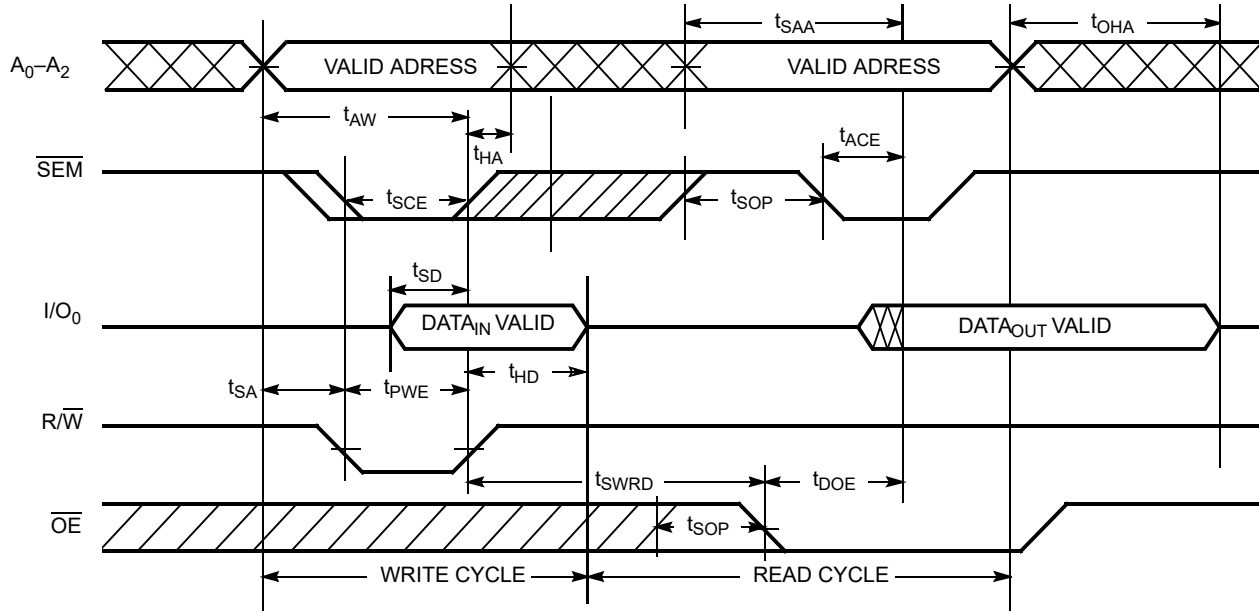 tSAA
tOHA
A0–A2
VALID ADRESS
VALID ADRESS
tAW
tHA
tACE
SEM
tSCE
tSOP
tSD
I/O0
DATAIN VALID
DATAOUT VALID
tSA
tPWE
tHD
R/W
tSWRD
tDOE
OE
tSOP
WRITE CYCLE
READ CYCLE